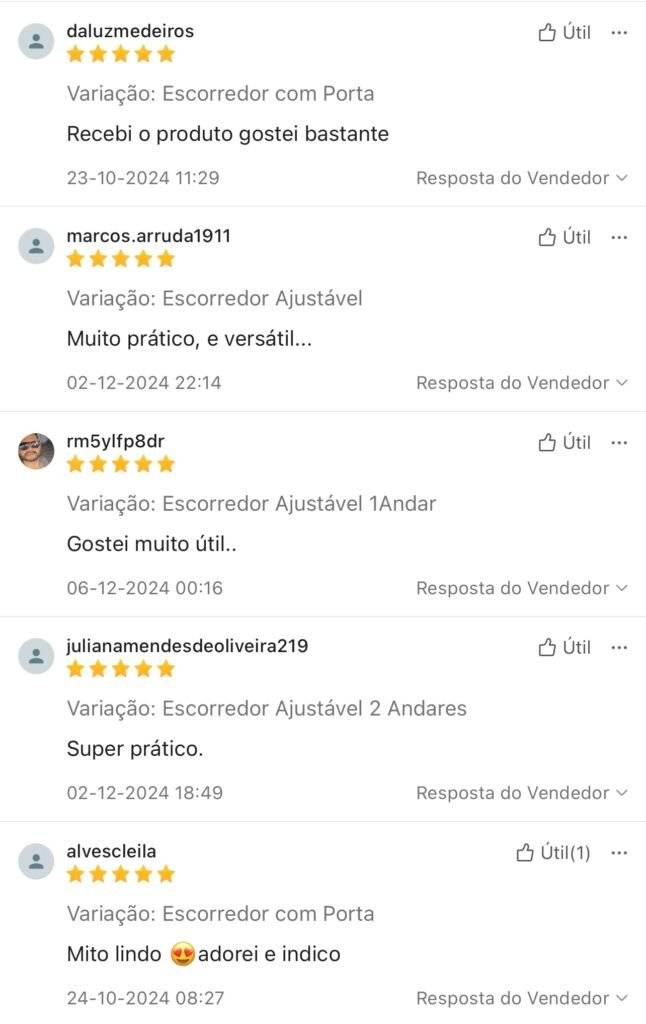 daluzmedeiros
Útil
Variação: Escorredor com Porta
Recebi o produto gostei bastante
23-10-2024 11:29
Resposta do Vendedor
marcos.arruda1911
Útil
Variação: Escorredor Ajustável
Muito prático, e versátil...
02-12-2024 22:14
Resposta do Vendedor
rm5ylfp8dr
Útil
Variação: Escorredor Ajustável 1Andar
Gostei muito útil..
06-12-2024 00:16
Resposta do Vendedor
julianamendesdeoliveira219
Útil
Variação: Escorredor Ajustável 2 Andares
Super prático.
02-12-2024 18:49
Resposta do Vendedor
alvescleila
Útil(1)
Variação: Escorredor com Porta
Mito lindo 😍adorei e indico
24-10-2024 08:27
Resposta do Vendedor